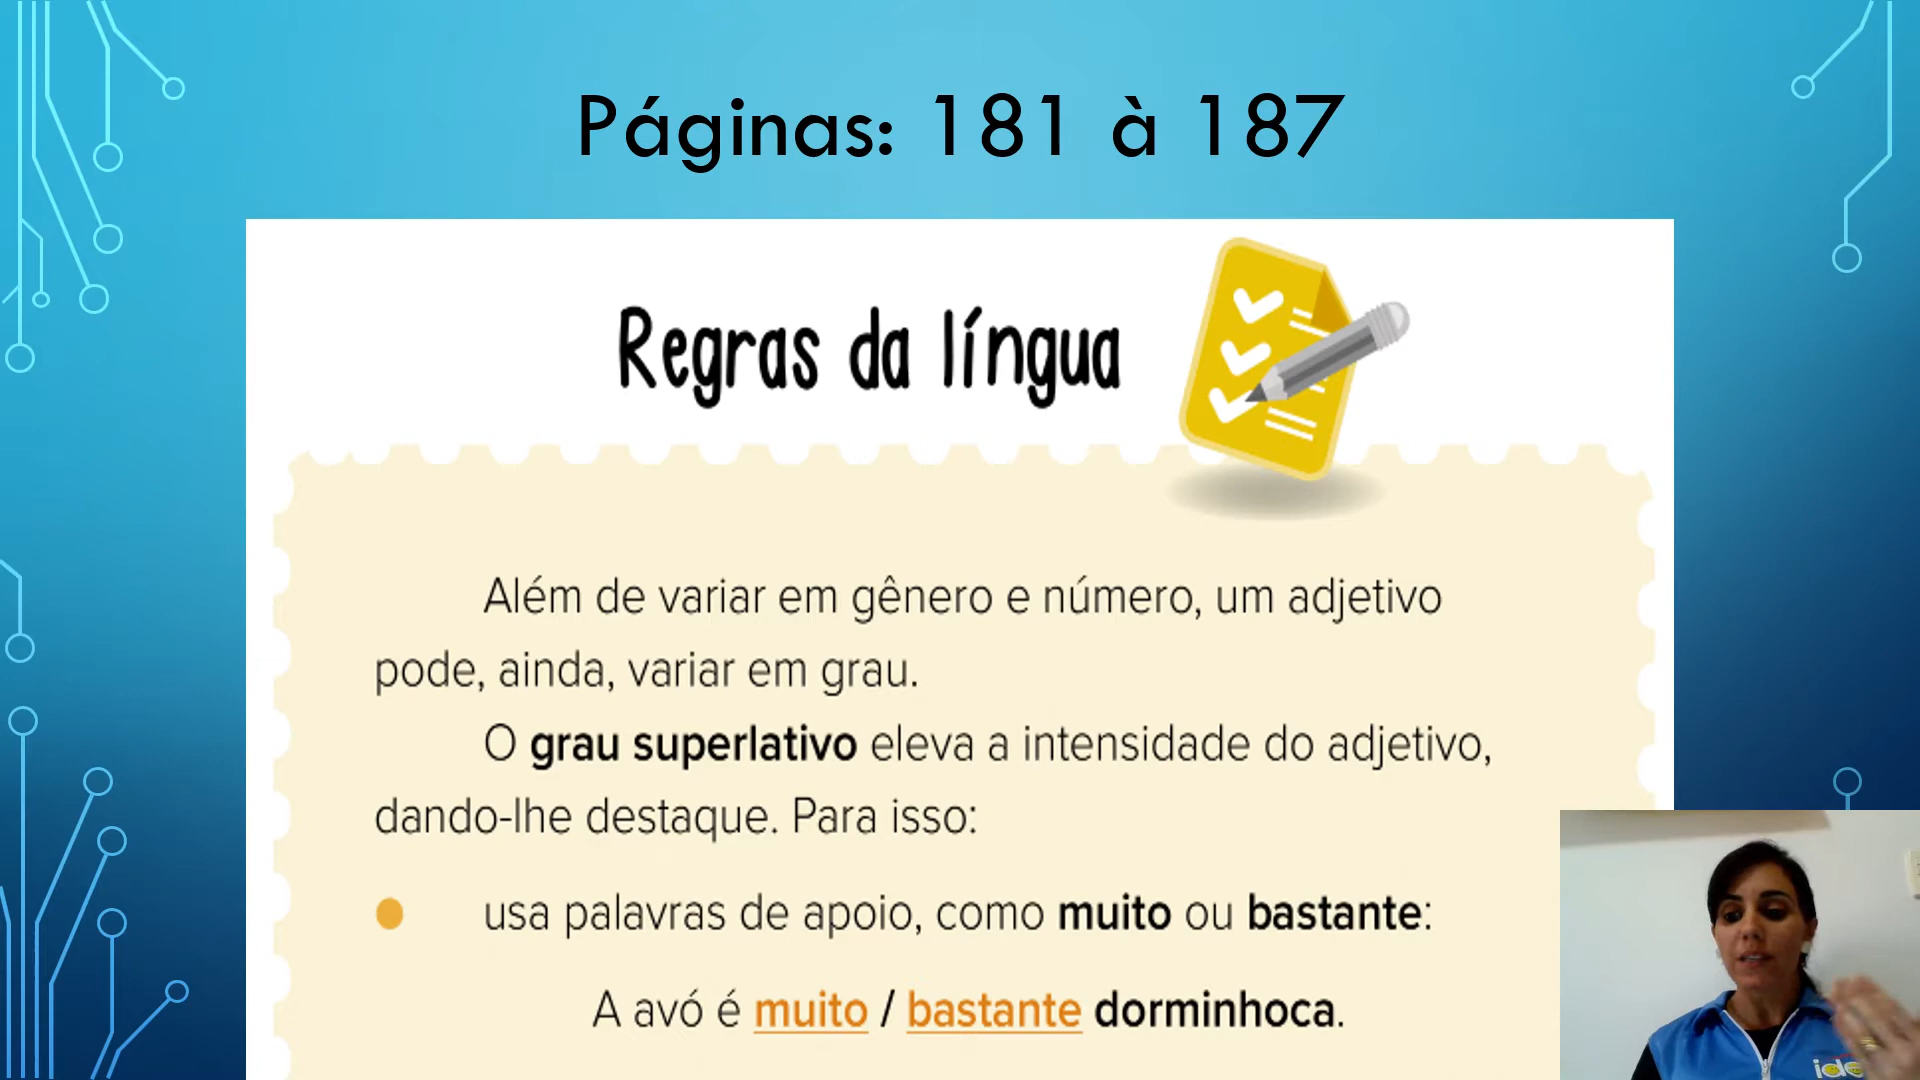 Páginas: 181 à 187
Regras da língua
Além de variar em gênero e número, um adjetivo
pode, ainda, variar em grau.
O grau superlativo eleva a intensidade do adjetivo,
dando-lhe destaque. Para isso:
usa palavras de apoio, como muito ou bastante:
A avó é muito / bastante dorminhoca.